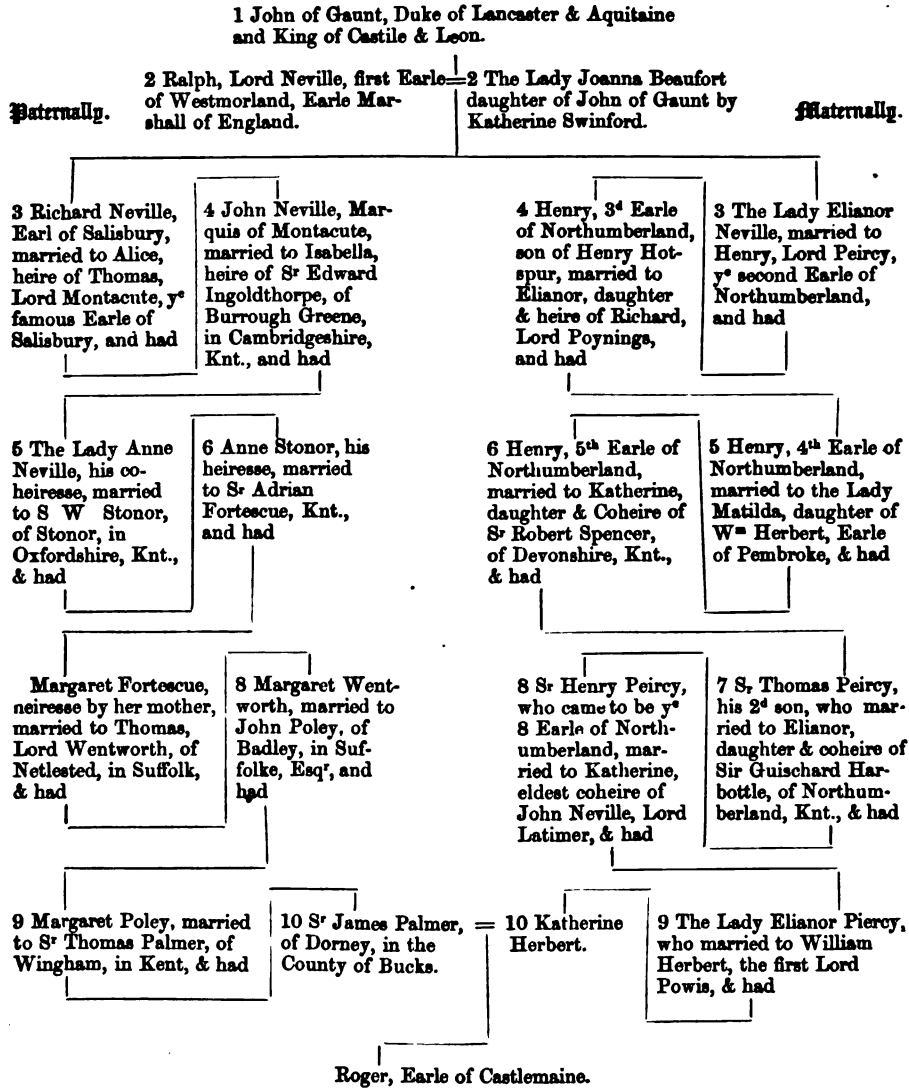 1 John of Gaunt, Duke of Lancaster & Aquitaine
and King of Castile & Leon.
2 Ralph, Lord Neville, first Earle=2 The Lady Joanna Beaufort
of Westmorland, Earle Mar-
shall of England.
daughter of John of Gaunt by
Katherine Swinford.
Paternally.
Maternally.
3 Richard Neville,
Earl of Salisbury,
married to Alice,
heire of Thomas,
Lord Montacute, yᵉ
famous Earle of
Salisbury, and had
4 John Neville, Mar-
quis of Montacute,
married to Isabella,
heire of Sʳ Edward
Ingoldthorpe, of
Burrough Greene,
in Cambridgeshire,
Knt., and had
4 Henry, 3ᵈ Earle
of Northumberland,
son of Henry Hot-
spur, married to
Elianor, daughter
& heire of Richard,
Lord Poynings,
and had
3 The Lady Elianor
Neville, married to
Henry, Lord Peircy,
yᵉ second Earle of
Northumberland,
and had
5 The Lady Anne
Neville, his co-
heiresse, married
to S W Stonor,
of Stonor, in
Oxfordshire, Knt.,
& had
6 Anne Stonor, his
heiresse, married
to Sʳ Adrian
Fortescue, Knt.,
and had
6 Henry, 5ᵗʰ Earle of
Northumberland,
married to Katherine,
daughter & Coheire of
Sʳ Robert Spencer,
of Devonshire, Knt.,
& had
5 Henry, 4ᵗʰ Earle of
Northumberland,
married to the Lady
Matilda, daughter of
Wᵐ Herbert, Earle
of Pembroke, & had
Margaret Fortescue,
neiresse by her mother,
married to Thomas,
Lord Wentworth, of
Netlested, in Suffolk,
& had
8 Margaret Went-
worth, married to
John Poley, of
Badley, in Suf-
folke, Esqʳ, and
had
8 Sʳ Henry Peircy,
who came to be yᵉ
8 Earle of North-
umberland, mar-
ried to Katherine,
eldest coheire of
John Neville, Lord
Latimer, & had
7 Sʳ Thomas Peircy,
his 2ᵈ son, who mar-
ried to Elianor,
daughter & coheire of
Sir Guischard Har-
bottle, of Northum-
berland, Knt., & had
9 Margaret Poley, married
to Sʳ Thomas Palmer, of
Wingham, in Kent, & had
10 Sʳ James Palmer, = 10 Katherine
of Dorney, in the
County of Bucks.
Herbert.
9 The Lady Elianor Piercy,
who married to William
Herbert, the first Lord
Powis, & had
Roger, Earle of Castlemaine.